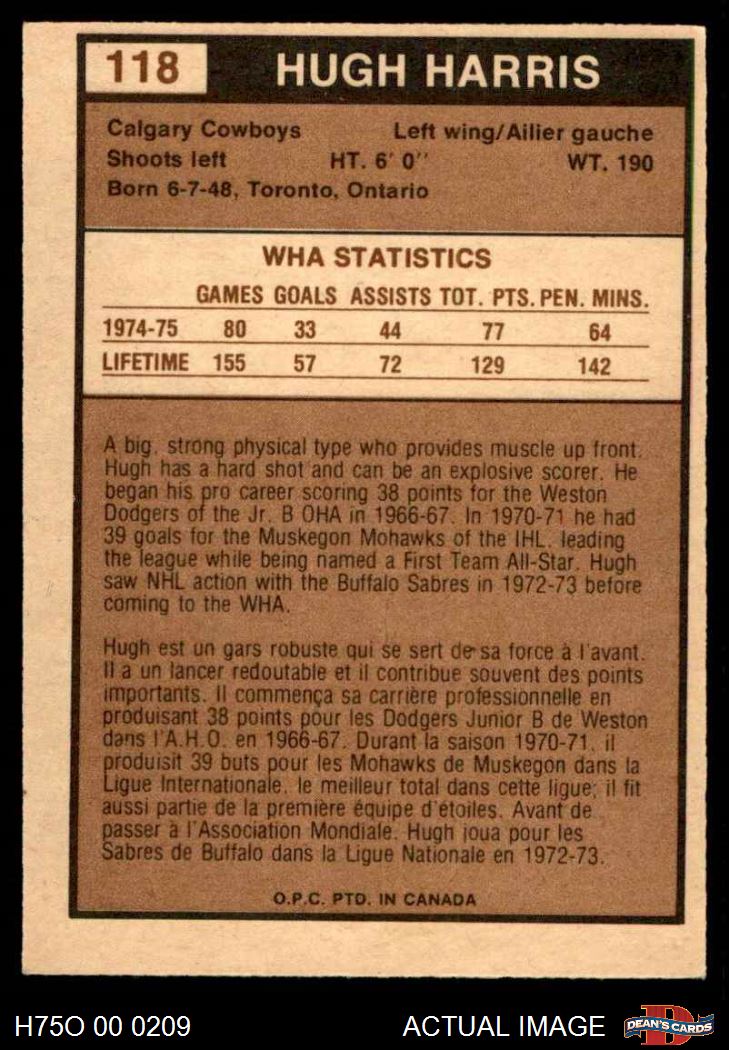 118 HUGH HARRIS
Calgary Cowboys Left wing/Ailier gauche
Shoots left HT. 6' 0'' WT. 190
Born 6-7-48, Toronto, Ontario
WHA STATISTICS
GAMES GOALS ASSISTS TOT. PTS. PEN. MINS.
1974-75 80 33 44 77 64
LIFETIME 155 57 72 129 142
A big, strong physical type who provides muscle up front.
Hugh has a hard shot and can be an explosive scorer. He
began his pro career scoring 38 points for the Weston
Dodgers of the Jr. B OHA in 1966-67. In 1970-71 he had
39 goals for the Muskegon Mohawks of the IHL, leading
the league while being named a First Team All-Star. Hugh
saw NHL action with the Buffalo Sabres in 1972-73 before
coming to the WHA.
Hugh est un gars robuste qui se sert de sa force à l'avant.
Il a un lancer redoutable et il contribue souvent des points
importants. Il commença sa carrière professionnelle en
produisant 38 points pour les Dodgers Junior B de Weston
dans l'A.H.O. en 1966-67. Durant la saison 1970-71, il
produisit 39 buts pour les Mohawks de Muskegon dans la
Ligue Internationale, le meilleur total dans cette ligue; il fit
aussi partie de la première équipe d'étoiles. Avant de
passer à l'Association Mondiale, Hugh joua pour les
Sabres de Buffalo dans la Ligue Nationale en 1972-73.
O.P.C. PTD. IN CANADA
H75O 00 0209 ACTUAL IMAGE DEAN'S CARDS